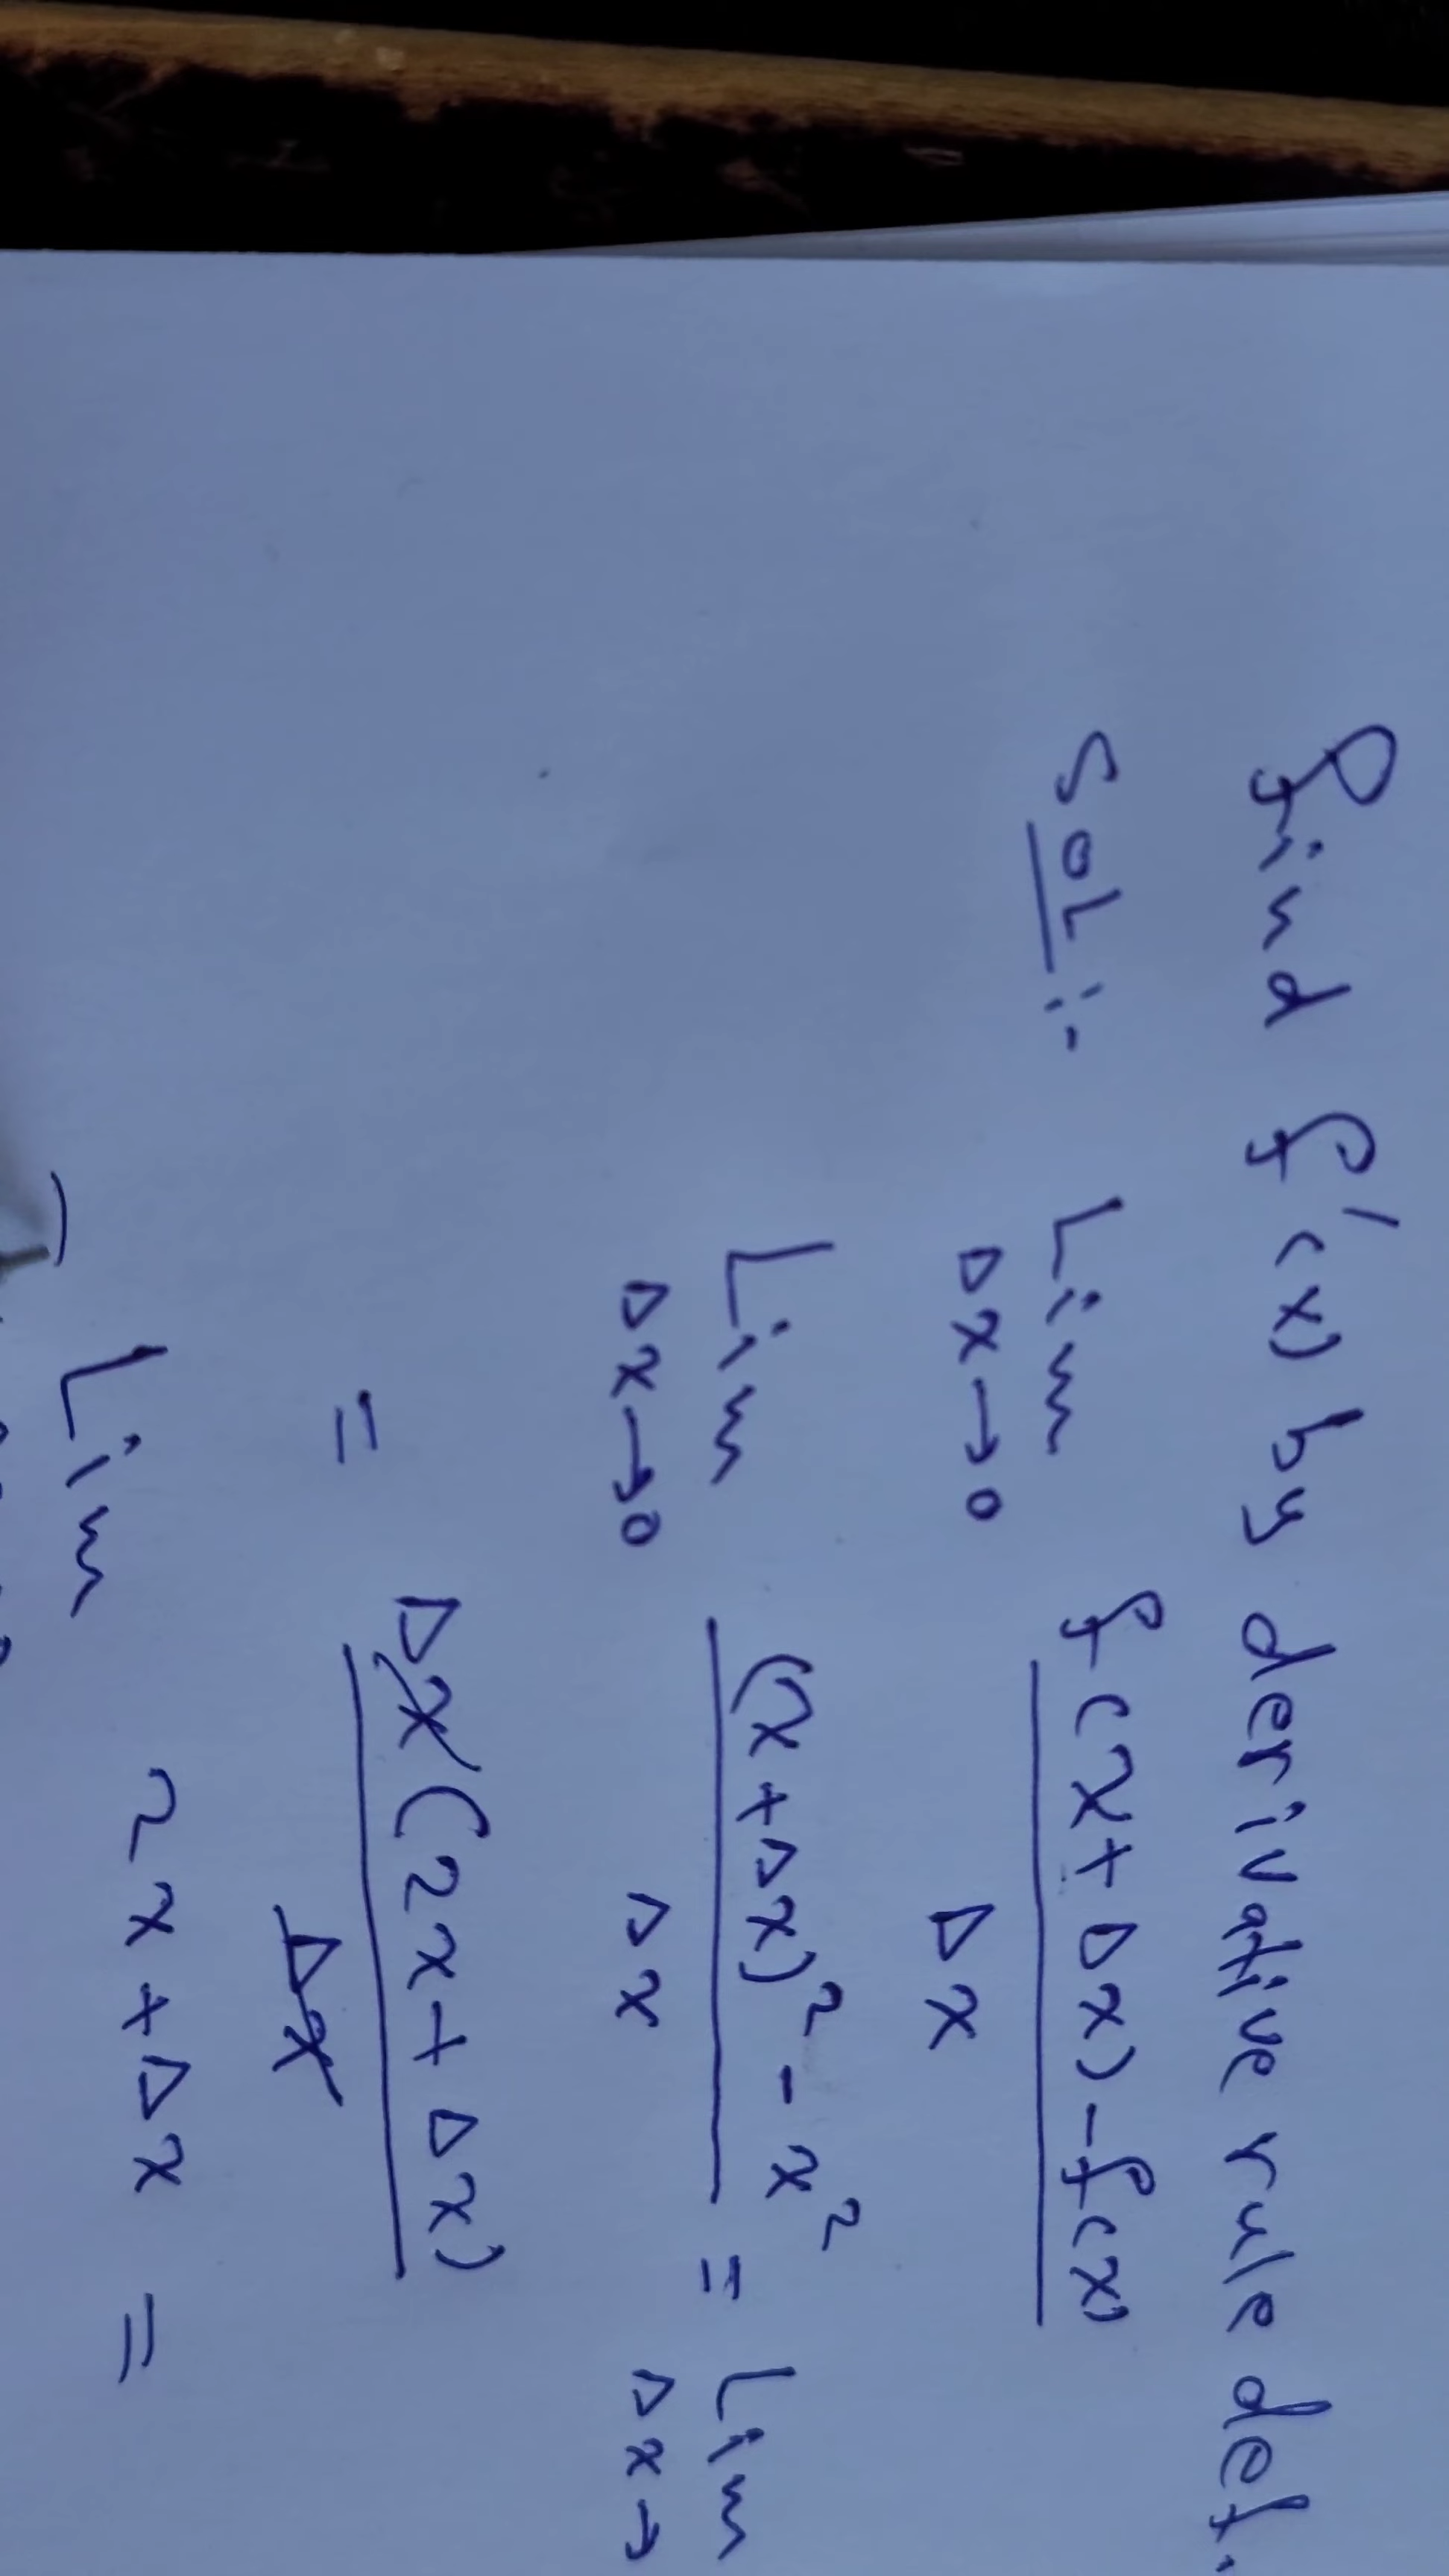 find f'(x) by derivative rule def.
SOL:- Lim f(x+Δx)-f(x)
Δx→0 Δx
Lim (x+Δx)² - x² = Lim
Δx→0 Δx Δx→
= Δx(2x+Δx)
Δx
Lim 2x+Δx =